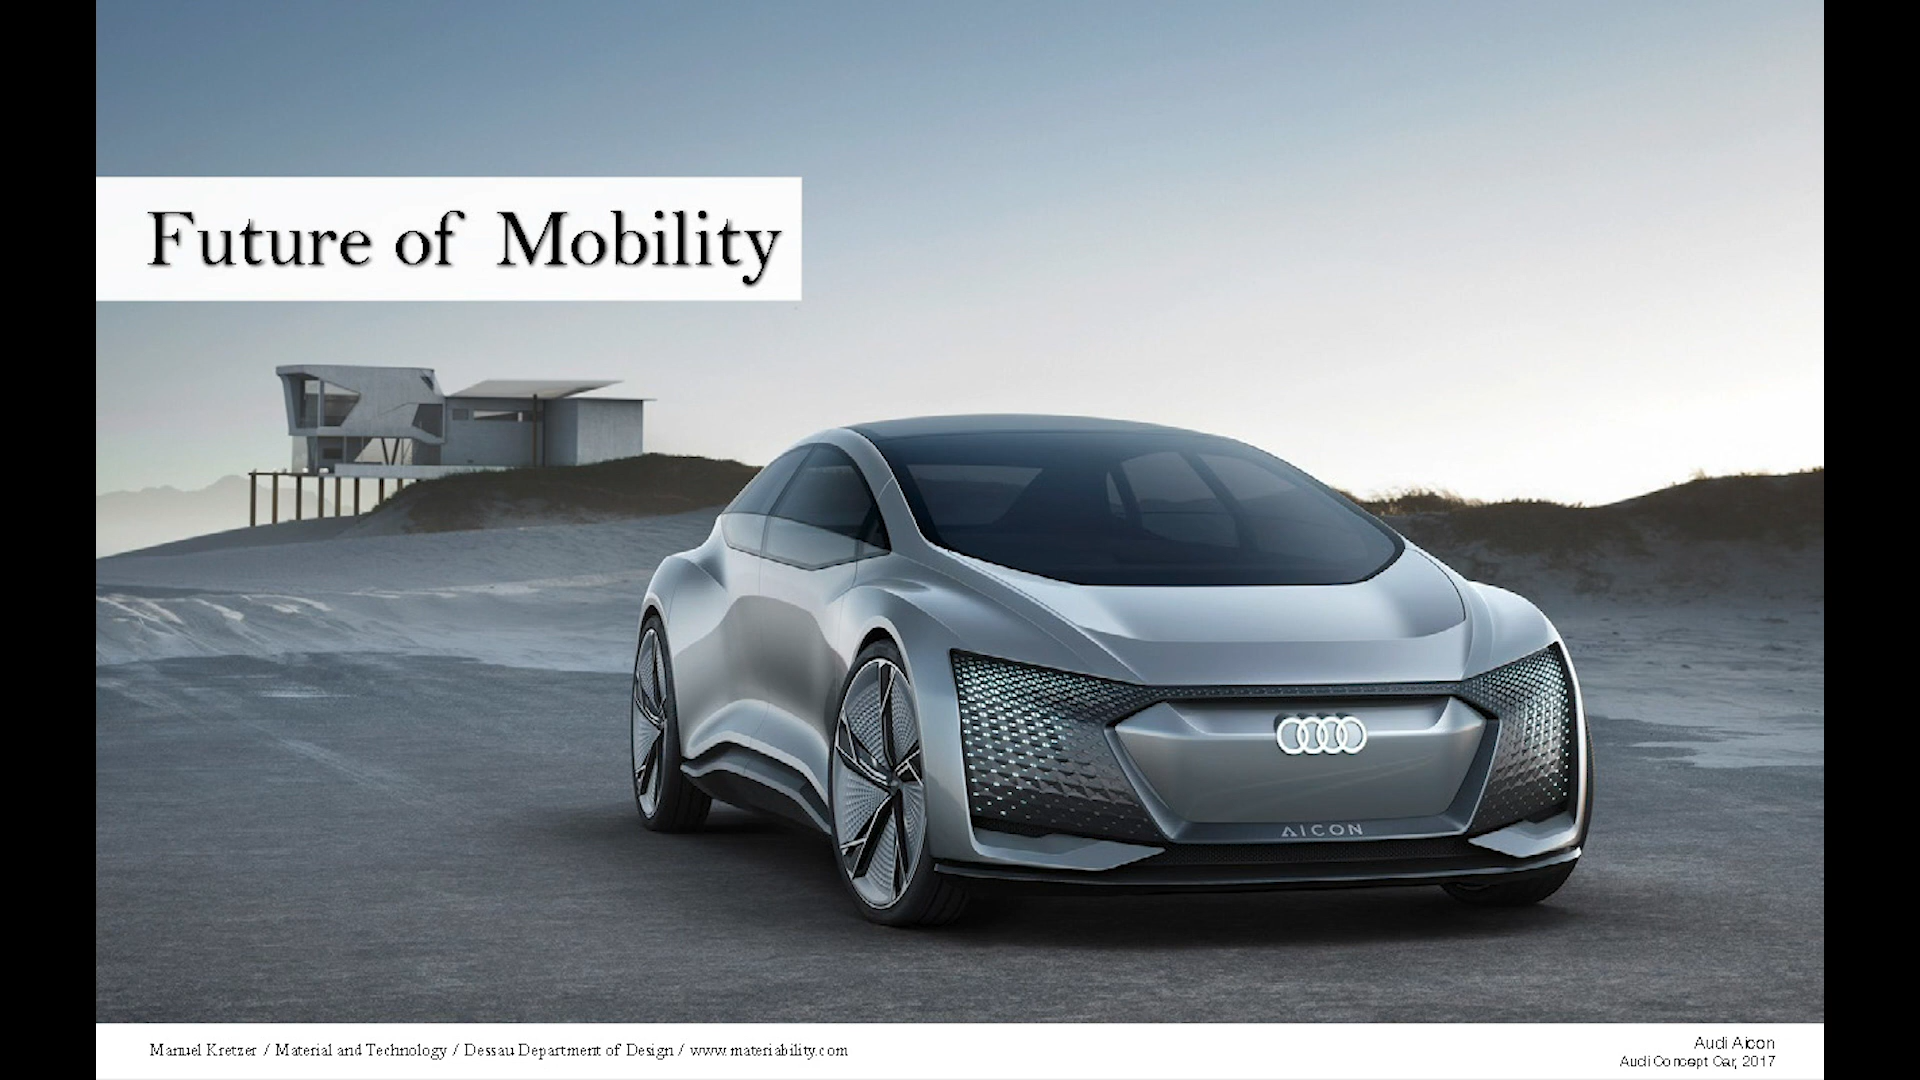 Future of Mobility
AICON
Manuel Kretzer / Material and Technology / Dessau Department of Design / www.materiability.com
Audi Aicon
Audi Concept Car, 2017